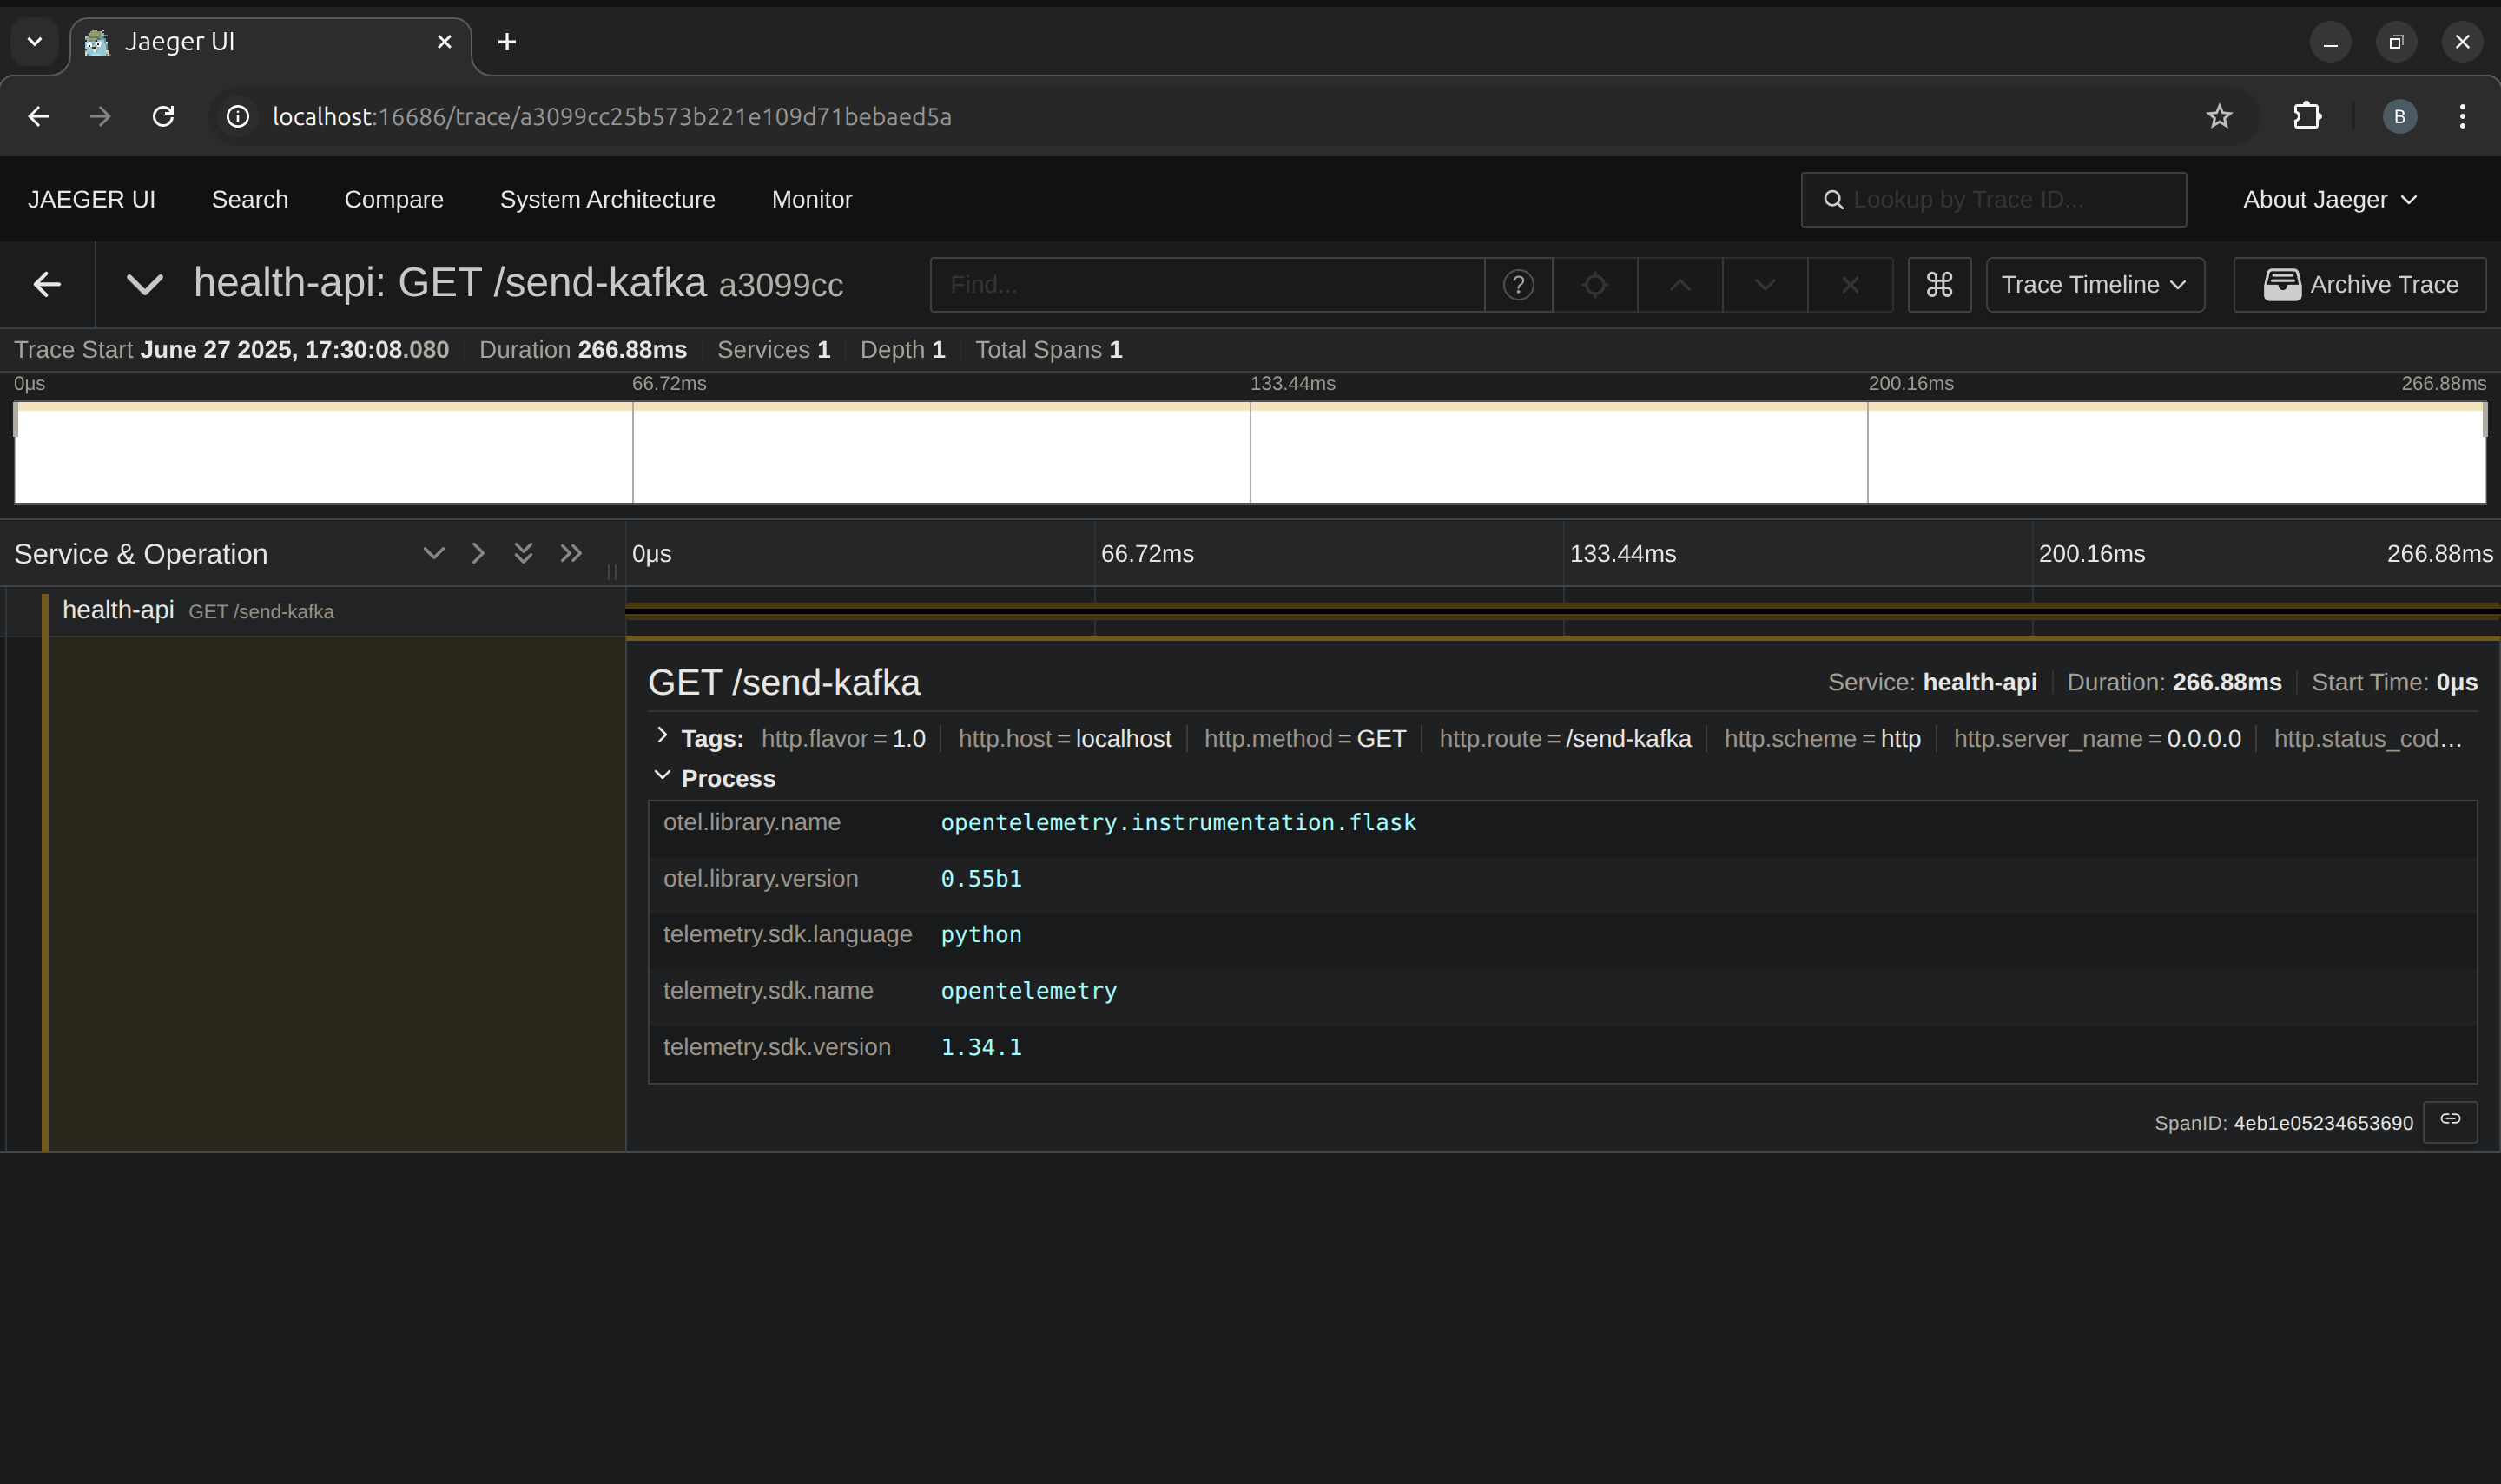 Jaeger UI
localhost:16686/trace/a3099cc25b573b221e109d71bebaed5a
B
JAEGER UI Search Compare System Architecture Monitor Lookup by Trace ID... About Jaeger
health-api: GET /send-kafka a3099cc Find... ? ⌘ Trace Timeline Archive Trace
Trace Start June 27 2025, 17:30:08.080 Duration 266.88ms Services 1 Depth 1 Total Spans 1
0μs 66.72ms 133.44ms 200.16ms 266.88ms
Service & Operation 0μs 66.72ms 133.44ms 200.16ms 266.88ms
health-api GET /send-kafka
GET /send-kafka Service: health-api Duration: 266.88ms Start Time: 0μs
Tags: http.flavor = 1.0 http.host = localhost http.method = GET http.route = /send-kafka http.scheme = http http.server_name = 0.0.0.0 http.status_cod…
Process
otel.library.name opentelemetry.instrumentation.flask
otel.library.version 0.55b1
telemetry.sdk.language python
telemetry.sdk.name opentelemetry
telemetry.sdk.version 1.34.1
SpanID: 4eb1e05234653690